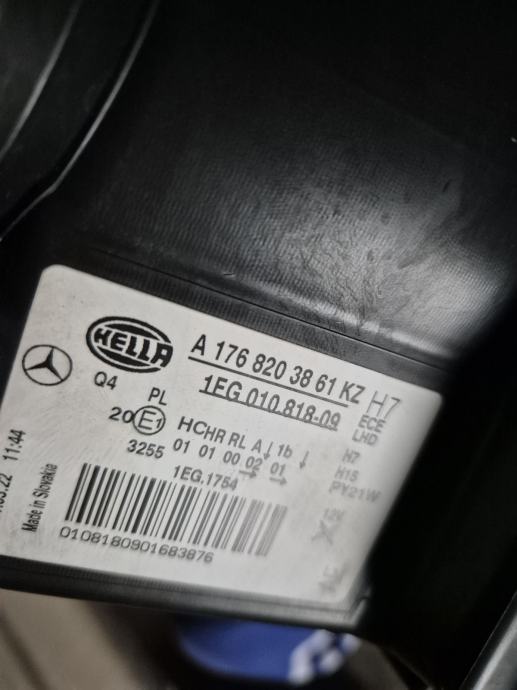 HELLA
A 176 820 38 61 KZ
1EG 010.818-09
H7
ECE
LHD
Q4
PL
20 E1
HCHR RL A 1b
01 01 00 02 01
3255
1EG.1754
H7
H15
PY21W
12V
11:44
Made in Slovakia
0108180901683876